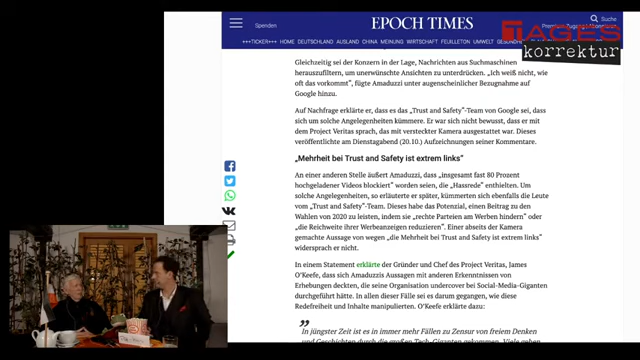 Spenden
EPOCH TIMES
Suche
TAGES
korrektur
+++TICKER+++ HOME DEUTSCHLAND AUSLAND CHINA MEINUNG WIRTSCHAFT FEUILLETON UMWELT
Gleichzeitig sei der Konzern in der Lage, Nachrichten aus Suchmaschinen
herauszufiltern, um unerwünschte Ansichten zu unterdrücken. „Ich weiß nicht, wie
oft das vorkommt“, fügte Amaduzzi unter augenscheinlicher Bezugnahme auf
Google hinzu.
Auf Nachfrage erklärte er, dass es das „Trust and Safety“-Team von Google sei, dass
sich um solche Angelegenheiten kümmere. Er war sich nicht bewusst, dass er mit
dem Project Veritas sprach, das mit versteckter Kamera ausgestattet war. Dieses
veröffentlichte am Dienstagabend (20.10.) Aufzeichnungen seiner Kommentare.
„Mehrheit bei Trust and Safety ist extrem links“
An einer anderen Stelle äußert Amaduzzi, dass „insgesamt fast 80 Prozent
hochgeladener Videos blockiert“ worden seien, die „Hassrede“ enthielten. Um
solche Angelegenheiten, so erläuterte er später, kümmerten sich ebenfalls die Leute
vom „Trust and Safety“-Team. Dieses habe das Potenzial, einen Beitrag zu den
Wahlen von 2020 zu leisten, indem sie „rechte Parteien am Werben hindern“ oder
„die Reichweite ihrer Werbeanzeigen reduzieren“. Einer abseits der Kamera
gemachte Aussage von wegen „die Mehrheit bei Trust and Safety ist extrem links“
widersprach er nicht.
In einem Statement erklärte der Gründer und Chef des Project Veritas, James
O'Keefe, dass sich Amaduzzis Aussagen mit anderen Erkenntnissen von
Erhebungen deckten, die seine Organisation undercover bei Social-Media-Giganten
durchgeführt hätte. In allen dieser Fälle sei es darum gegangen, wie diese
Redefreiheit und Inhalte manipulierten. O'Keefe erklärte dazu:
In jüngster Zeit ist es in immer mehr Fällen zu Zensur von freiem Denken
und Geschichten durch die großen Tech-Giganten gekommen. Viele gehen